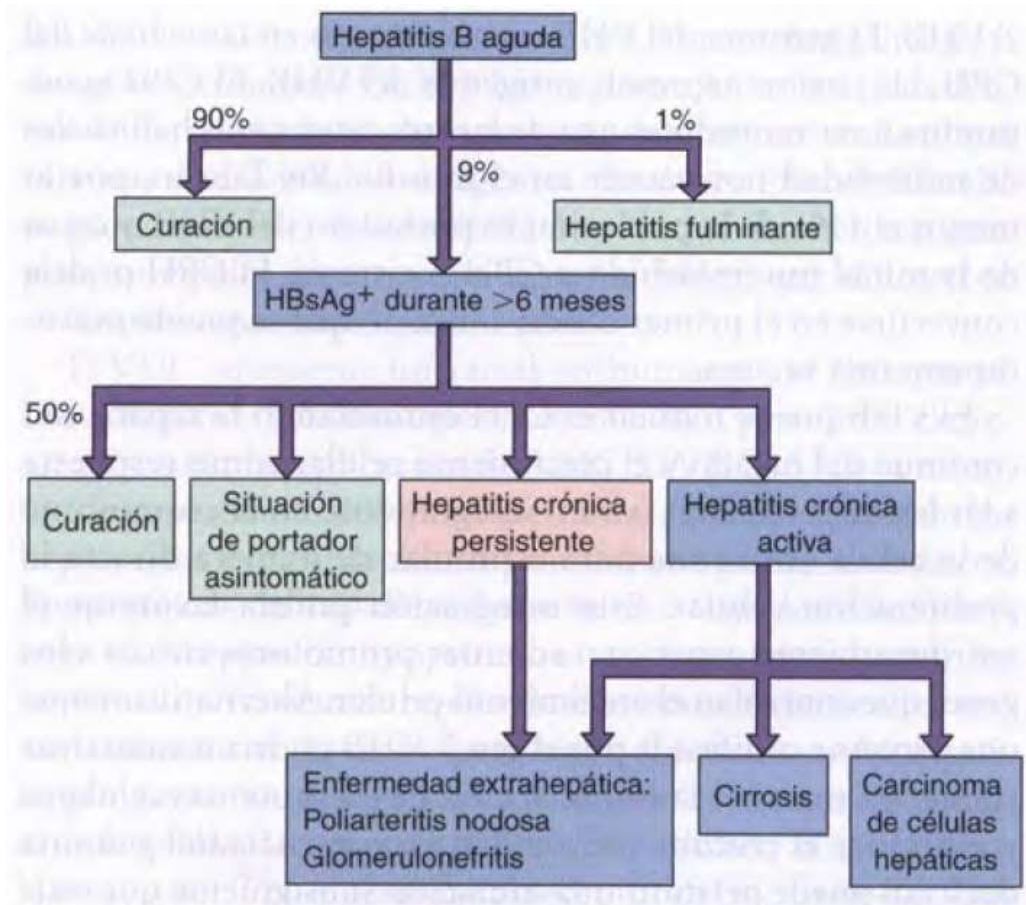 Hepatitis B aguda
90%
1%
9%
Curación
Hepatitis fulminante
HBsAg⁺ durante >6 meses
50%
Curación
Situación
de portador
asintomático
Hepatitis crónica
persistente
Hepatitis crónica
activa
Enfermedad extrahepática:
Poliarteritis nodosa
Glomerulonefritis
Cirrosis
Carcinoma
de células
hepáticas